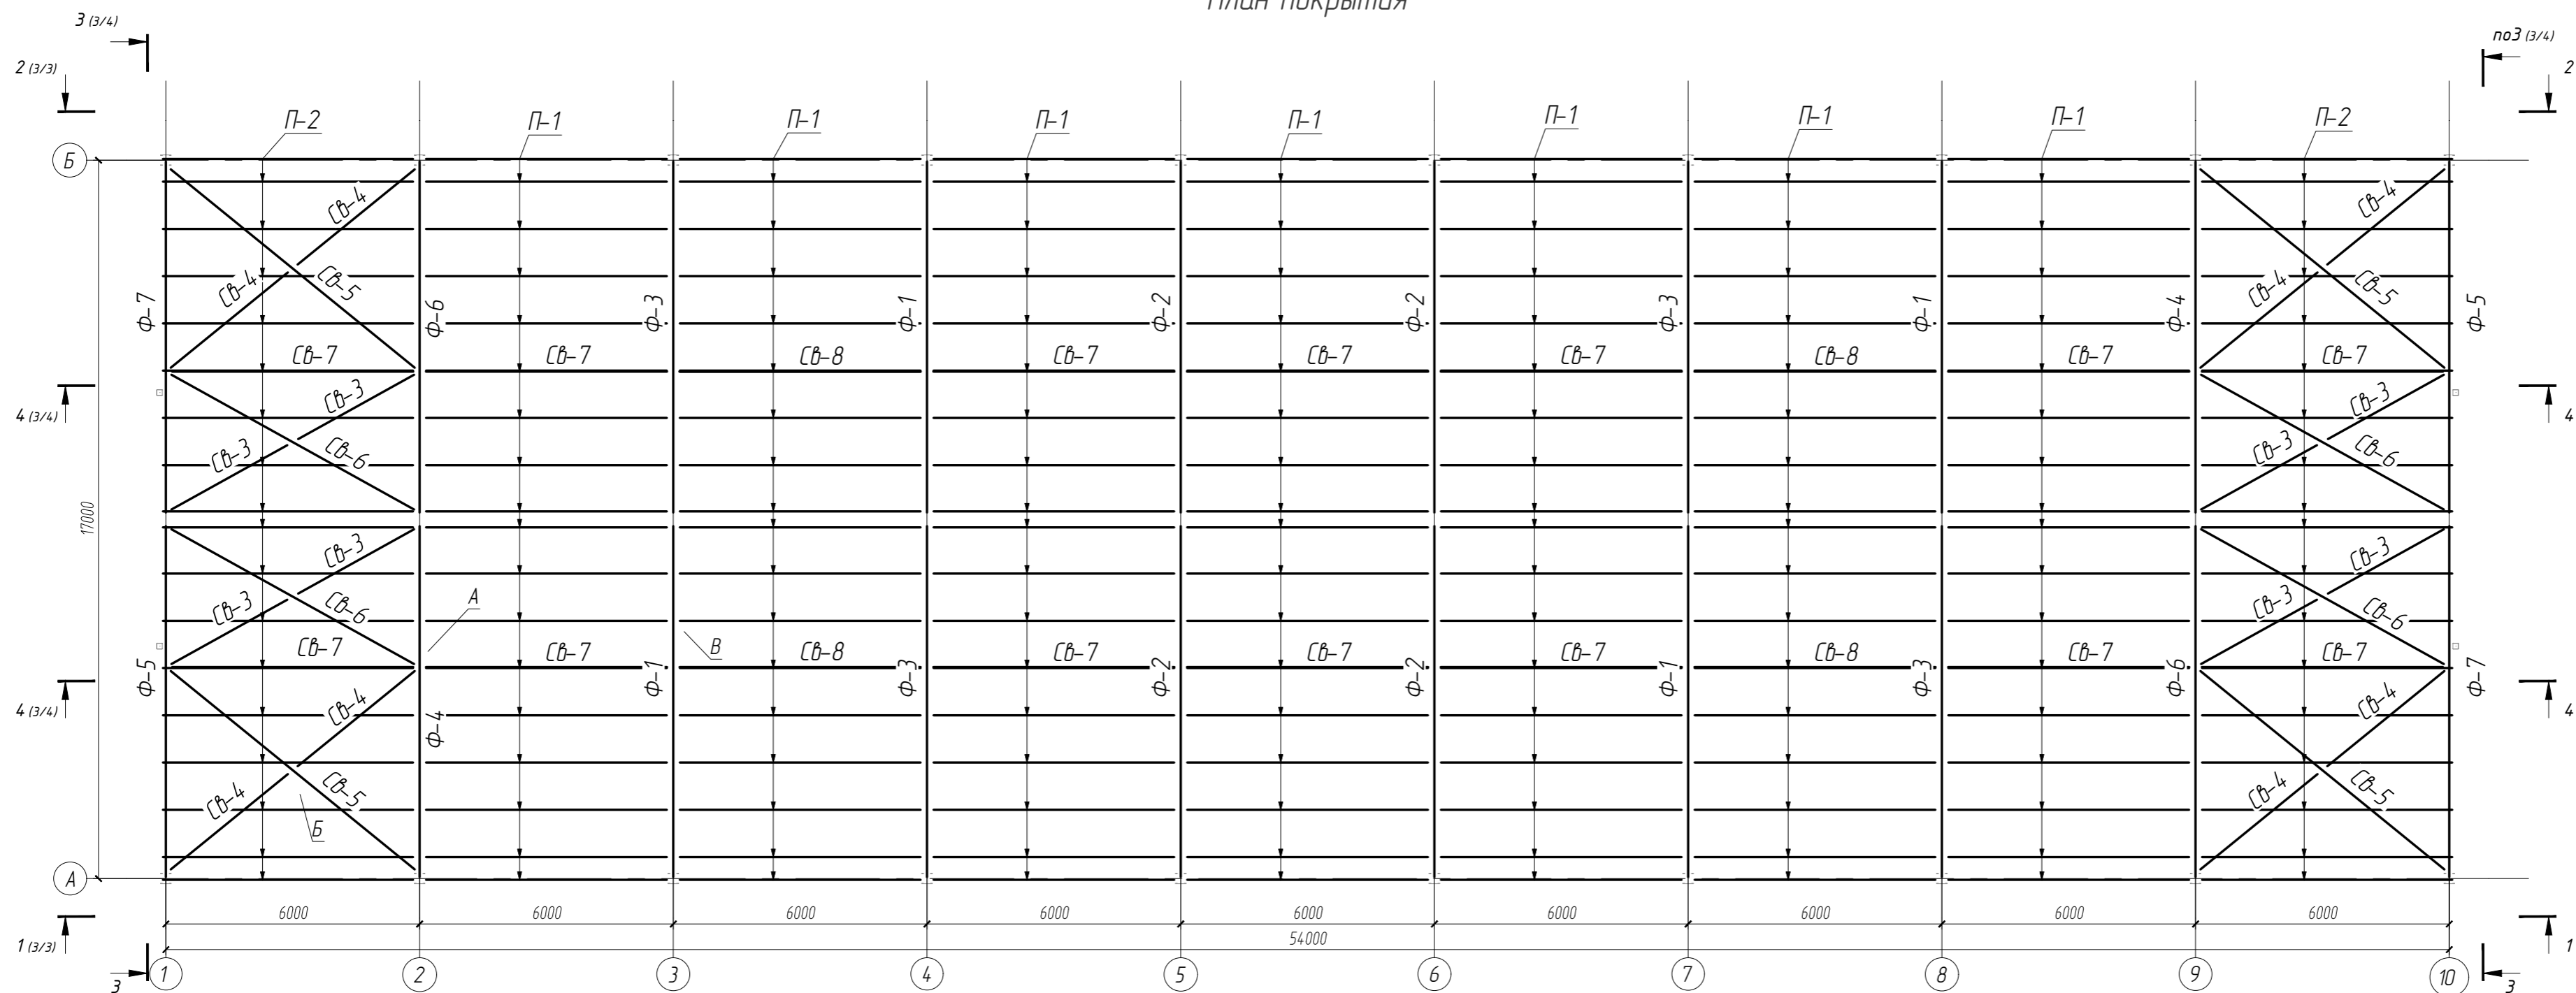 План покрытия
3 (3/4)
по3 (3/4)
2 (3/3)
2
П-2
П-1
П-1
П-1
П-1
П-1
П-1
П-1
П-2
Б
Св-4
Св-4
Св-4
Св-5
Св-4
Св-5
Ф-7
Ф-6
Ф-3
Ф-1
Ф-2
Ф-2
Ф-3
Ф-1
Ф-4
Ф-5
Св-7
Св-7
Св-8
Св-7
Св-7
Св-7
Св-8
Св-7
Св-7
4 (3/4)
Св-3
Св-3
4
Св-3
Св-6
Св-3
Св-6
17000
Св-3
Св-3
Св-3
Св-6
Св-3
Св-6
А
В
Св-7
Св-7
Св-8
Св-7
Св-7
Св-7
Св-8
Св-7
Св-7
Ф-5
Ф-1
Ф-3
Ф-2
Ф-2
Ф-1
Ф-3
Ф-6
Ф-7
4 (3/4)
Св-4
Ф-4
Св-4
4
Св-4
Св-5
Св-4
Св-5
Б
А
6000
6000
6000
6000
6000
6000
6000
6000
6000
54000
1 (3/3)
1
3
1
2
3
4
5
6
7
8
9
10
3